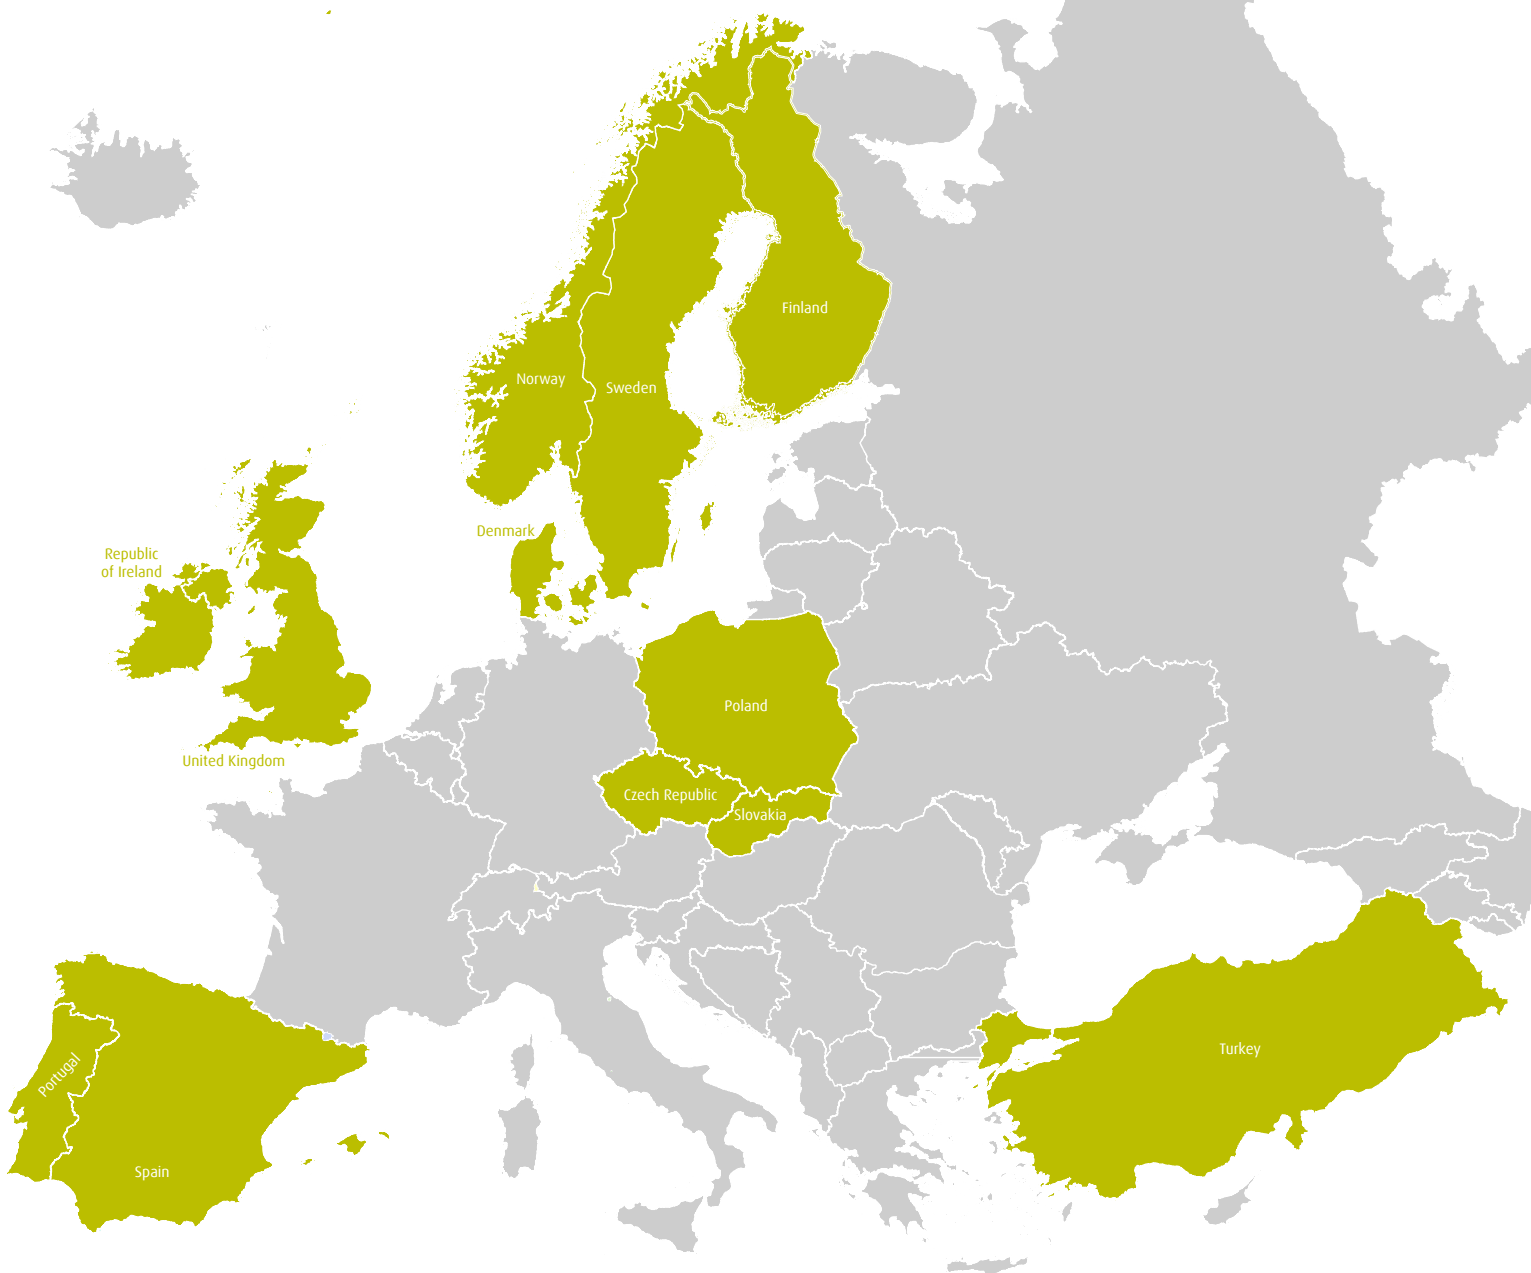 Finland
Norway
Sweden
Denmark
Republic
of Ireland
Poland
United Kingdom
Czech Republic
Slovakia
Turkey
Portugal
Spain